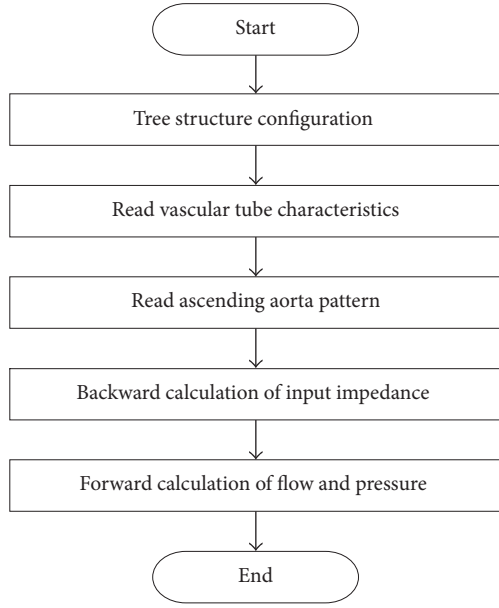 Start
Tree structure configuration
Read vascular tube characteristics
Read ascending aorta pattern
Backward calculation of input impedance
Forward calculation of flow and pressure
End